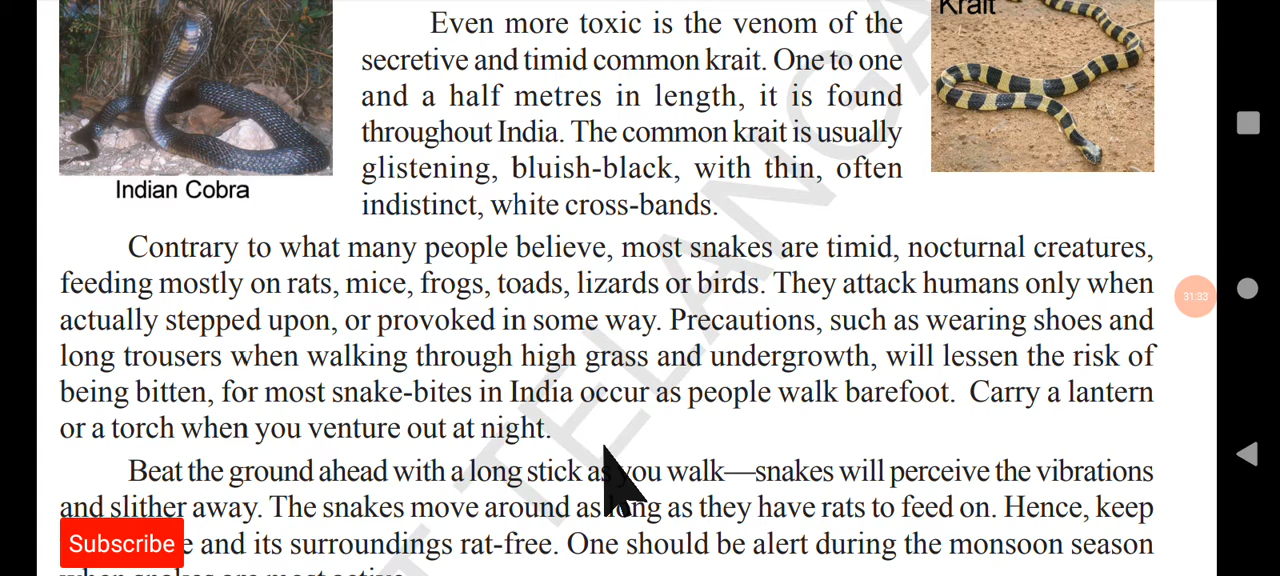 Krait
Even more toxic is the venom of the
secretive and timid common krait. One to one
and a half metres in length, it is found
throughout India. The common krait is usually
glistening, bluish-black, with thin, often
indistinct, white cross-bands.
Indian Cobra
Contrary to what many people believe, most snakes are timid, nocturnal creatures,
feeding mostly on rats, mice, frogs, toads, lizards or birds. They attack humans only when
actually stepped upon, or provoked in some way. Precautions, such as wearing shoes and
long trousers when walking through high grass and undergrowth, will lessen the risk of
being bitten, for most snake-bites in India occur as people walk barefoot. Carry a lantern
or a torch when you venture out at night.
Beat the ground ahead with a long stick as you walk—snakes will perceive the vibrations
and slither away. The snakes move around as long as they have rats to feed on. Hence, keep
Subscribe e and its surroundings rat-free. One should be alert during the monsoon season
when snakes are most active.
31:33
T TELANGA